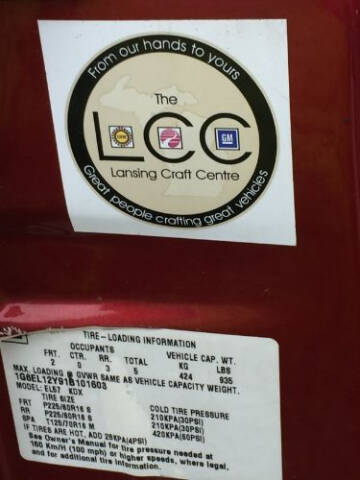 From our hands to yours
The
LCC
UAW
GM
Lansing Craft Centre
Great people crafting great vehicles
TIRE-LOADING INFORMATION
OCCUPANTS VEHICLE CAP. WT.
FRT. CTR. RR. TOTAL KG LBS
2 0 3 5 424 935
MAX. LOADING @ GVWR SAME AS VEHICLE CAPACITY WEIGHT.
1G6EL12Y91B101603
MODEL: EL57 KDX
TIRE SIZE COLD TIRE PRESSURE
FRT P225/60R16 S 210KPA(30PSI)
RR P225/60R16 S 210KPA(30PSI)
SPA T125/70R16 M 420KPA(60PSI)
IF TIRES ARE HOT, ADD 28KPA(4PSI)
See Owner's Manual for tire pressure needed at
160 Km/H (100 mph) or higher speeds, where legal,
and for additional tire information.